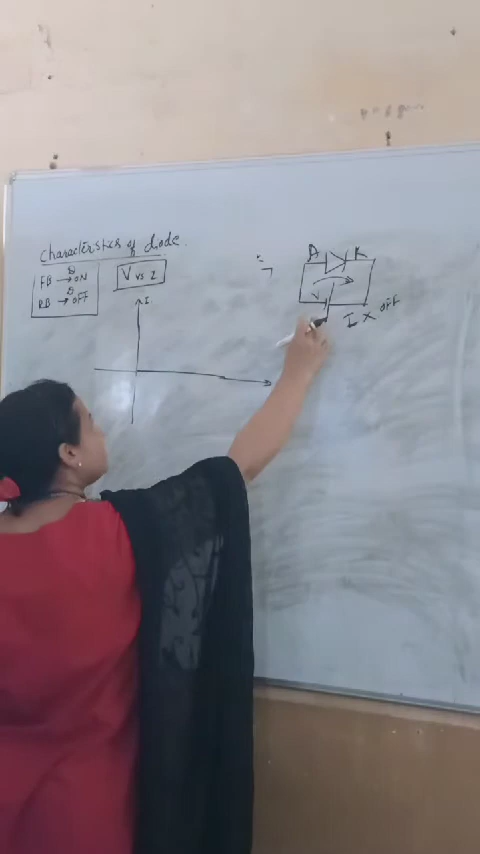 Characteristics of diode.
FB → D ON
RB → D OFF
V vs I
I
A K
V
I × OFF